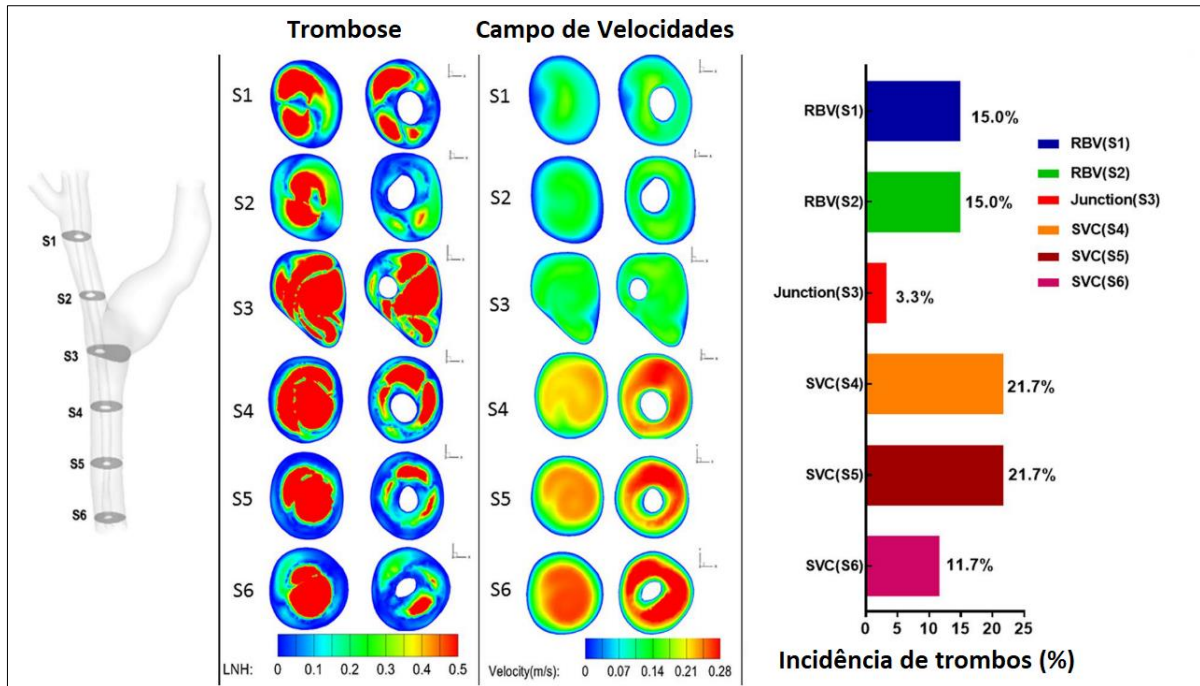 Trombose
Campo de Velocidades
S1
S2
S3
S4
S5
S6
S1
S2
S3
S4
S5
S6
LNH: 0 0.1 0.2 0.3 0.4 0.5
S1
S2
S3
S4
S5
S6
Velocity(m/s): 0 0.07 0.14 0.21 0.28
RBV(S1)
15.0%
RBV(S2)
15.0%
Junction(S3)
3.3%
SVC(S4)
21.7%
SVC(S5)
21.7%
SVC(S6)
11.7%
0 5 10 15 20 25
Incidência de trombos (%)
RBV(S1)
RBV(S2)
Junction(S3)
SVC(S4)
SVC(S5)
SVC(S6)